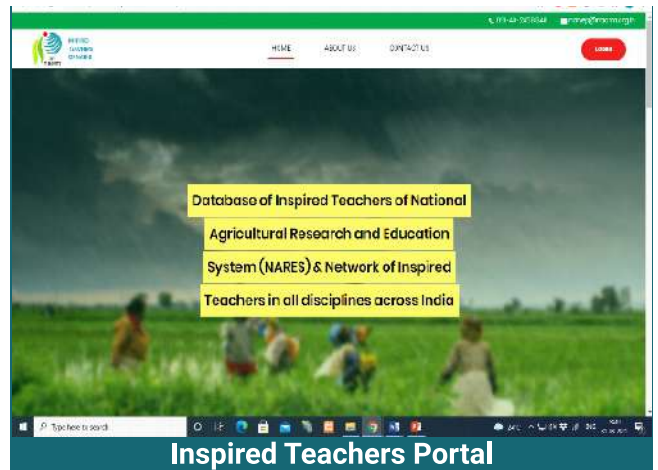 HOME ABOUT US CONTACT US
LOGIN
Database of Inspired Teachers of National
Agricultural Research and Education
System (NARES) & Network of Inspired
Teachers in all disciplines across India
Type here to search
Inspired Teachers Portal